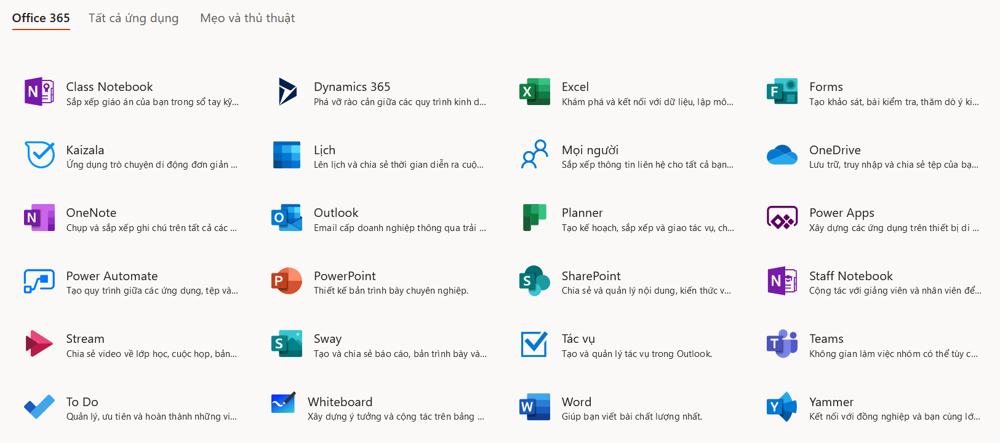 Office 365 Tất cả ứng dụng Mẹo và thủ thuật
Class Notebook
Sắp xếp giáo án của bạn trong sổ tay kỹ...
Dynamics 365
Phá vỡ rào cản giữa các quy trình kinh d...
Excel
Khám phá và kết nối với dữ liệu, lập mô...
Forms
Tạo khảo sát, bài kiểm tra, thăm dò ý ki...
Kaizala
Ứng dụng trò chuyện di động đơn giản ...
Lịch
Lên lịch và chia sẻ thời gian diễn ra cuộ...
Mọi người
Sắp xếp thông tin liên hệ cho tất cả bạn...
OneDrive
Lưu trữ, truy nhập và chia sẻ tệp của bạ...
OneNote
Chụp và sắp xếp ghi chú trên tất cả các ...
Outlook
Email cấp doanh nghiệp thông qua trải ...
Planner
Tạo kế hoạch, sắp xếp và giao tác vụ, ch...
Power Apps
Xây dựng các ứng dụng trên thiết bị di ...
Power Automate
Tạo quy trình giữa các ứng dụng, tệp và...
PowerPoint
Thiết kế bản trình bày chuyên nghiệp.
SharePoint
Chia sẻ và quản lý nội dung, kiến thức v...
Staff Notebook
Cộng tác với giảng viên và nhân viên để...
Stream
Chia sẻ video về lớp học, cuộc họp, bản...
Sway
Tạo và chia sẻ báo cáo, bản trình bày và...
Tác vụ
Tạo và quản lý tác vụ trong Outlook.
Teams
Không gian làm việc nhóm có thể tùy c...
To Do
Quản lý, ưu tiên và hoàn thành những vi...
Whiteboard
Xây dựng ý tưởng và cộng tác trên bảng ...
Word
Giúp bạn viết bài chất lượng nhất.
Yammer
Kết nối với đồng nghiệp và bạn cùng lớ...